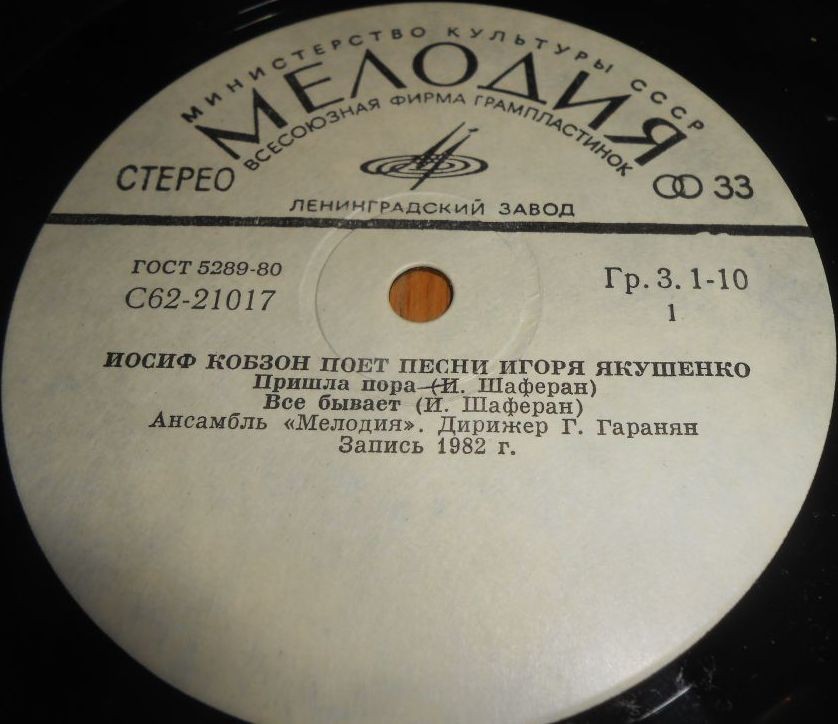 МИНИСТЕРСТВО КУЛЬТУРЫ СССР
МЕЛОДИЯ
ВСЕСОЮЗНАЯ ФИРМА ГРАМПЛАСТИНОК
СТЕРЕО
33
ЛЕНИНГРАДСКИЙ ЗАВОД
ГОСТ 5289-80
Гр. 3. 1-10
С62-21017
1
ИОСИФ КОБЗОН ПОЕТ ПЕСНИ ИГОРЯ ЯКУШЕНКО
Пришла пора (И. Шаферан)
Все бывает (И. Шаферан)
Ансамбль «Мелодия». Дирижер Г. Гаранян
Запись 1982 г.